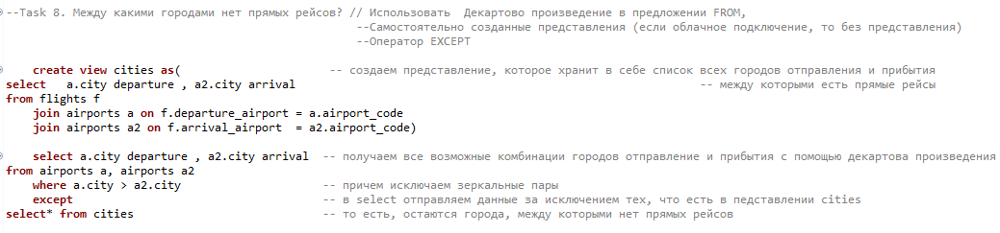 --Task 8. Между какими городами нет прямых рейсов? // Использовать Декартово произведение в предложении FROM,
--Самостоятельно созданные представления (если облачное подключение, то без представления)
--Оператор EXCEPT
create view cities as( -- создаем представление, которое хранит в себе список всех городов отправления и прибытия
select a.city departure , a2.city arrival -- между которыми есть прямые рейсы
from flights f
join airports a on f.departure_airport = a.airport_code
join airports a2 on f.arrival_airport = a2.airport_code)
select a.city departure , a2.city arrival -- получаем все возможные комбинации городов отправление и прибытия с помощью декартова произведения
from airports a, airports a2
where a.city > a2.city -- причем исключаем зеркальные пары
except -- в select отправляем данные за исключением тех, что есть в педставлении cities
select* from cities -- то есть, остаются города, между которыми нет прямых рейсов